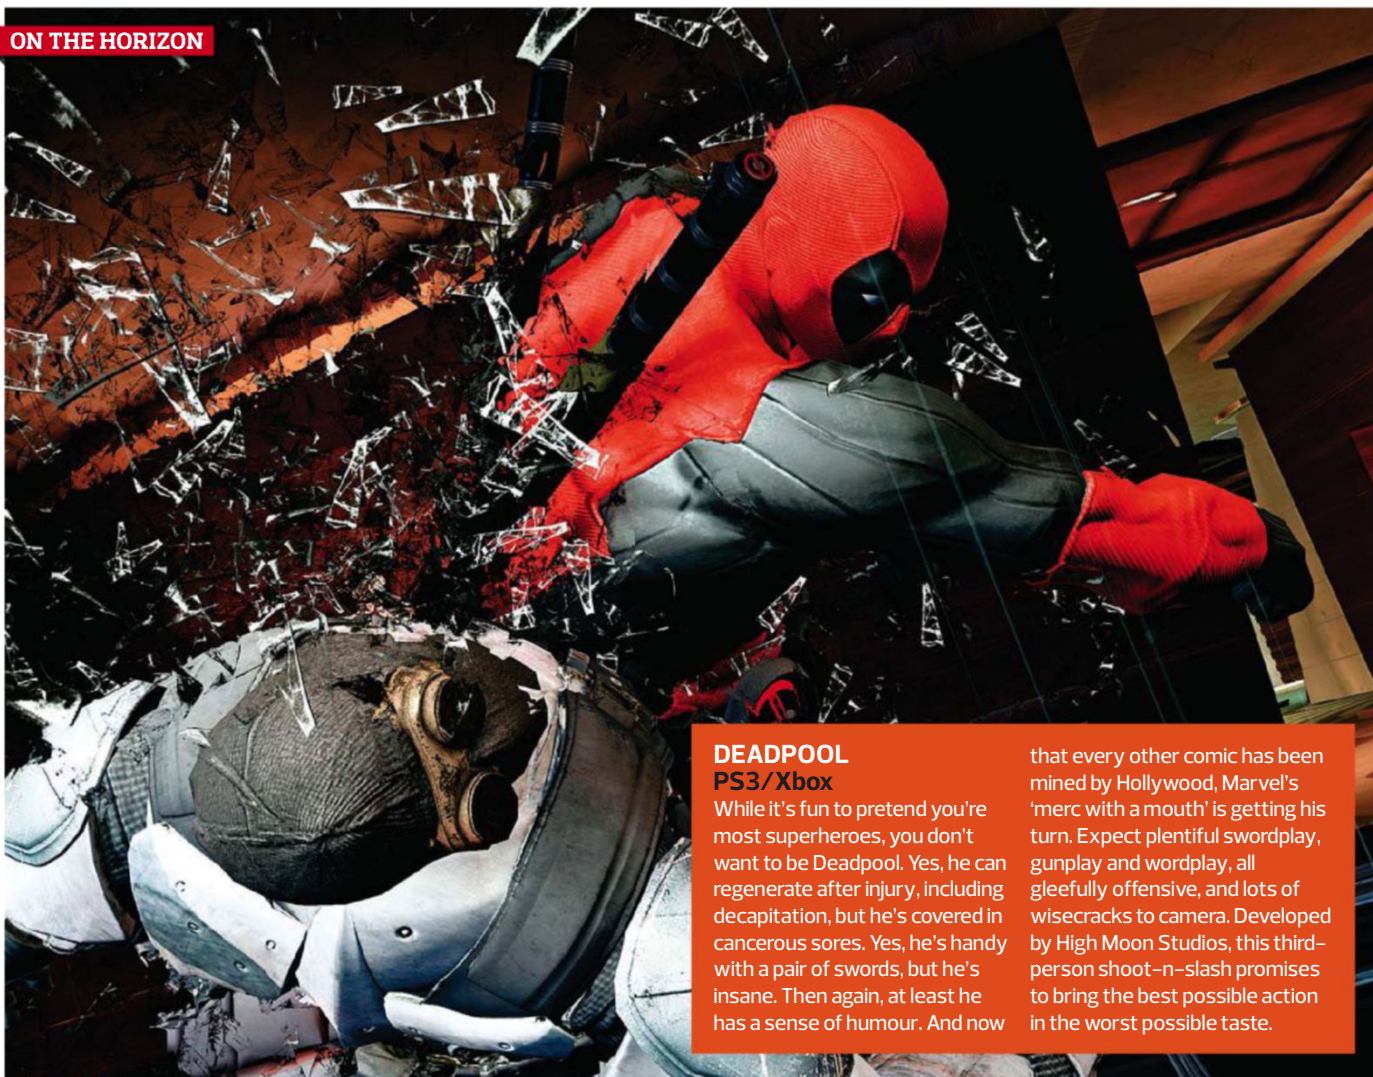 ON THE HORIZON
DEADPOOL
PS3/Xbox
While it's fun to pretend you're
most superheroes, you don't
want to be Deadpool. Yes, he can
regenerate after injury, including
decapitation, but he's covered in
cancerous sores. Yes, he's handy
with a pair of swords, but he's
insane. Then again, at least he
has a sense of humour. And now
that every other comic has been
mined by Hollywood, Marvel's
‘merc with a mouth’ is getting his
turn. Expect plentiful swordplay,
gunplay and wordplay, all
gleefully offensive, and lots of
wisecracks to camera. Developed
by High Moon Studios, this third-
person shoot-n-slash promises
to bring the best possible action
in the worst possible taste.